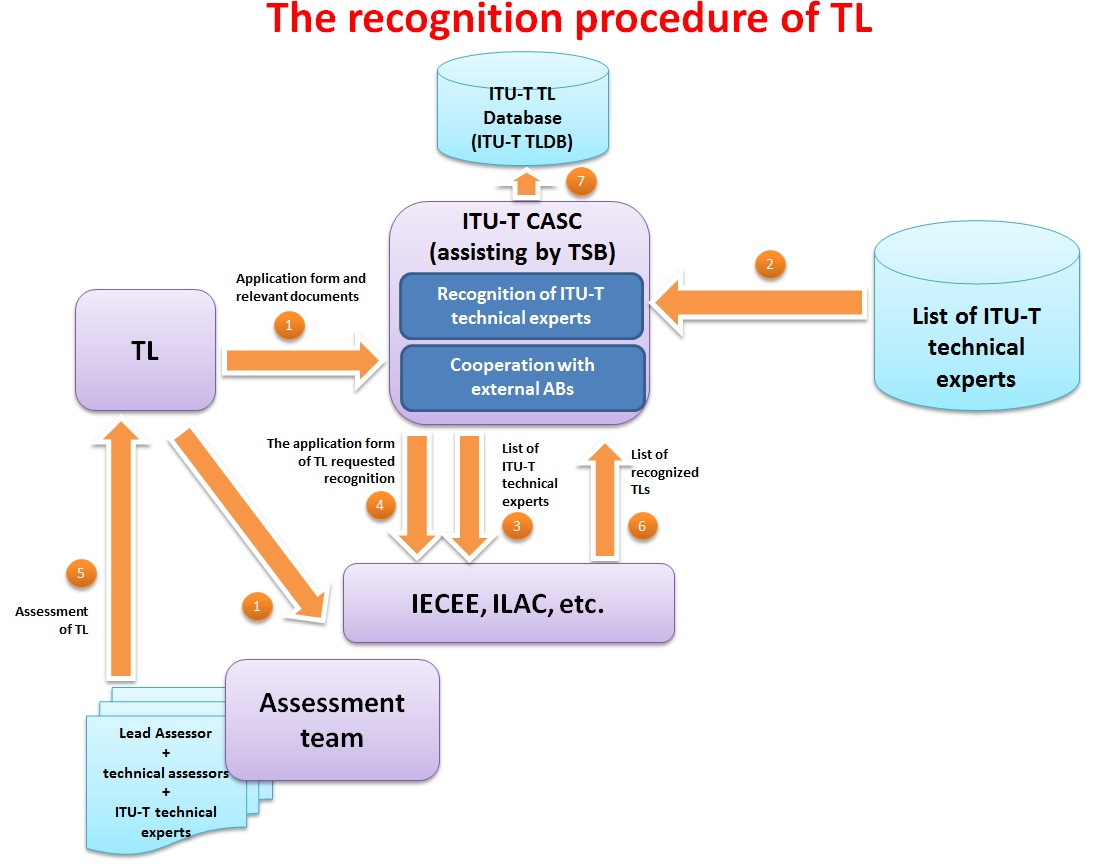 The recognition procedure of TL
ITU-T TL
Database
(ITU-T TLDB)
7
ITU-T CASC
(assisting by TSB)
Recognition of ITU-T
technical experts
Cooperation with
external ABs
2
List of ITU-T
technical
experts
Application form and
relevant documents
1
TL
The application form
of TL requested
recognition
4
List of
ITU-T
technical
experts
3
List of
recognized
TLs
6
5
Assessment
of TL
1
IECEE, ILAC, etc.
Assessment
team
Lead Assessor
+
technical assessors
+
ITU-T technical
experts